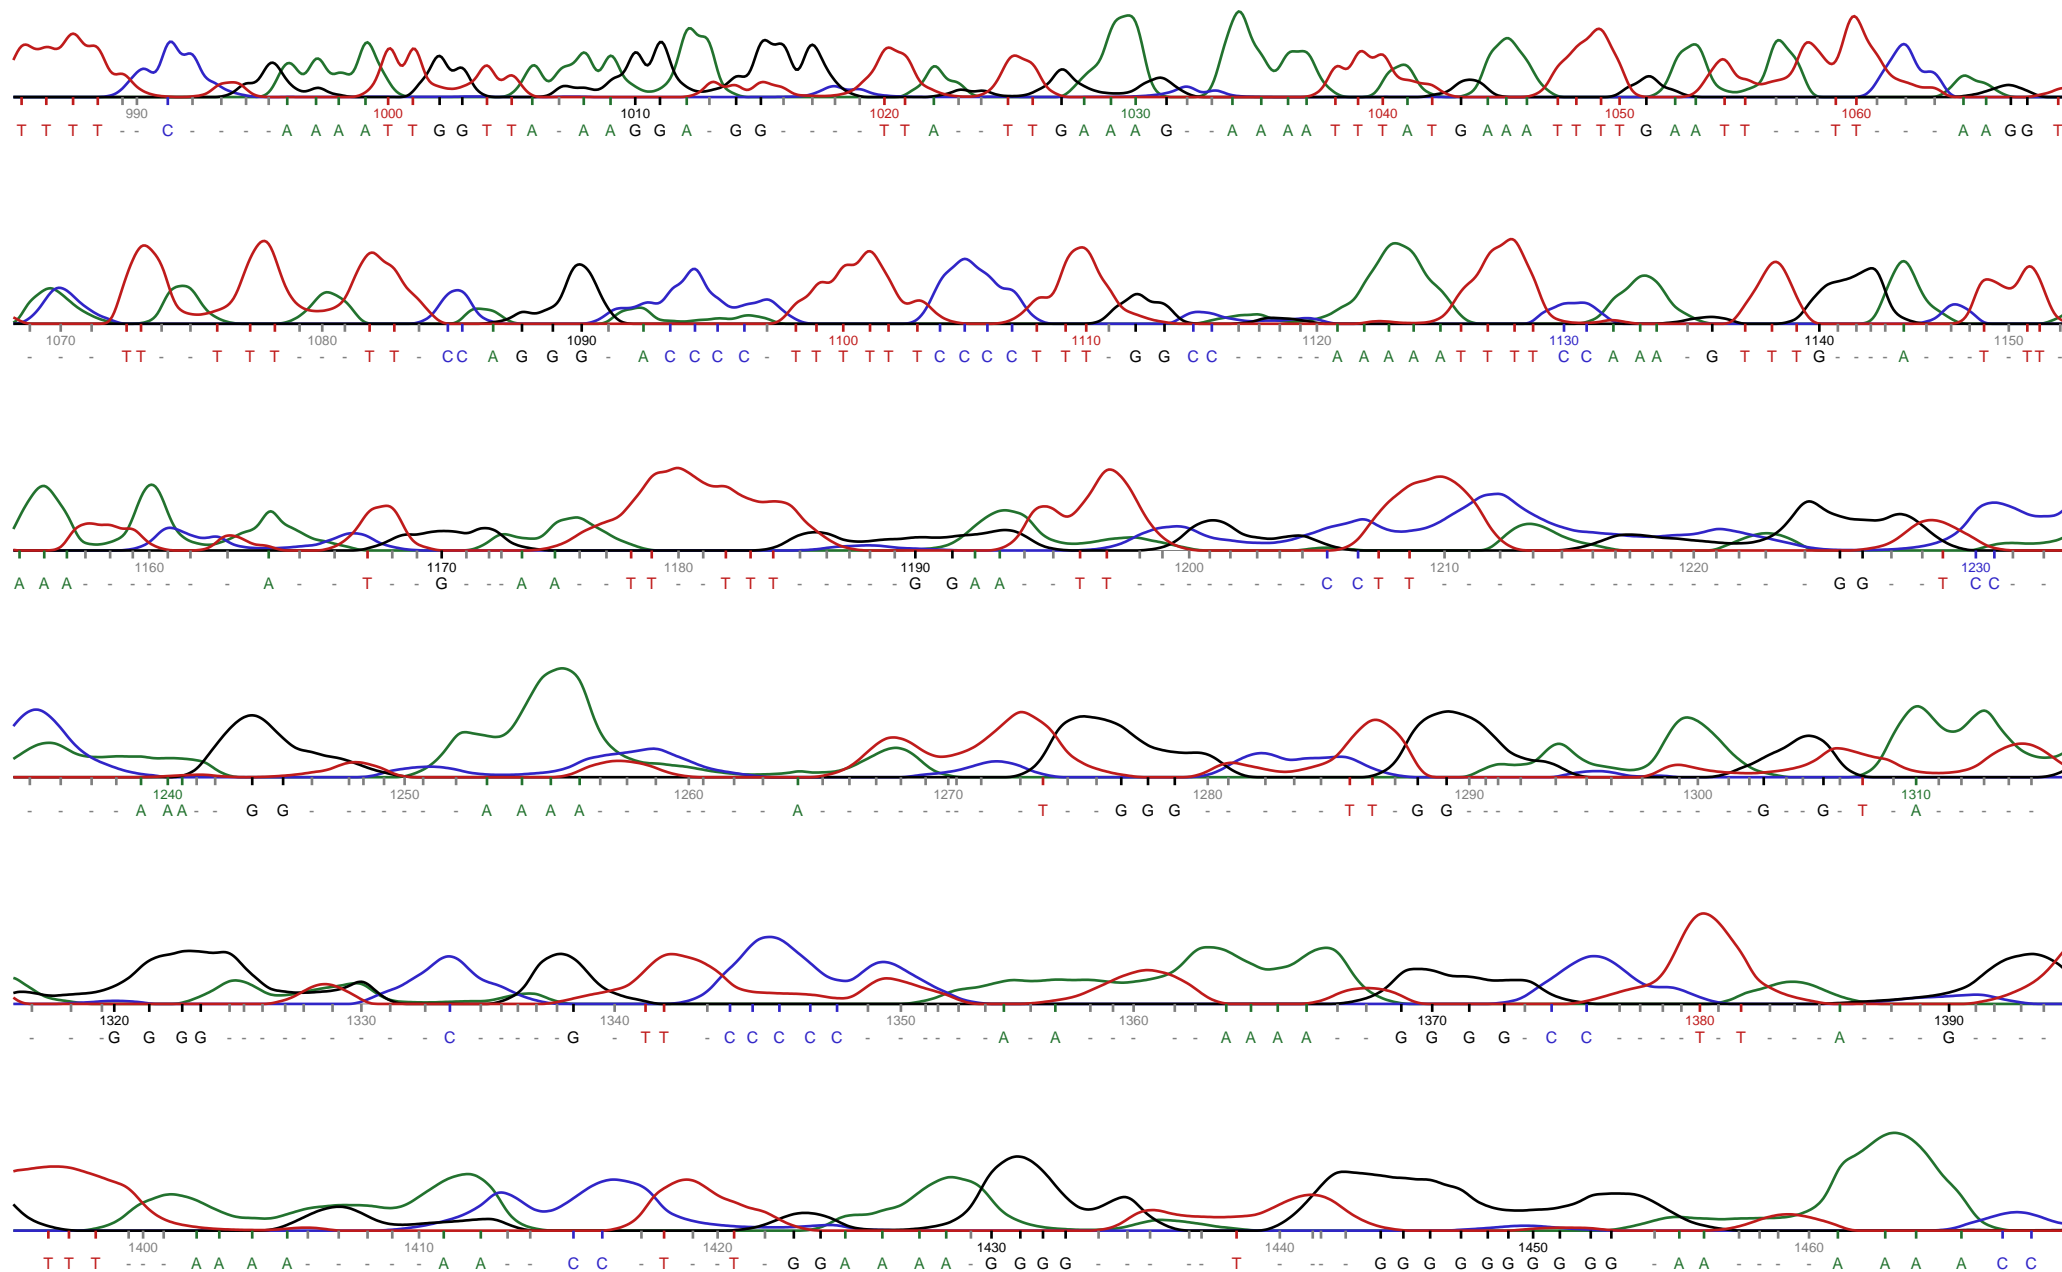 990 1000 1010 1020 1030 1040 1050 1060
T T T T - - C - - - - - A A A A T T G G T T A - A A G G A - G G - - - - T T A - - T T G A A A G - - A A A A T T T A T G A A A T T T T G A A T T - - - T T - - - A A G G T
1070 1080 1090 1100 1110 1120 1130 1140 1150
- - - T T - - T T T - - - T T - C C A G G G - A C C C C - T T T T T T C C C C T T T - G G C C - - - - - A A A A A T T T T C C A A A - G T T T G - - - - A - - - T - T T -
1160 1170 1180 1190 1200 1210 1220 1230
A A A - - - - - - - A - - - T - - G - - - - A A - - T T - - - T T T - - - - - G G A A - - T T - - - - - - - - C C T T - - - - - - - - - - - - - - G G - - T C C - -
1240 1250 1260 1270 1280 1290 1300 1310
- - - - A A A - - G G - - - - - - - A A A A - - - - - - - - A - - - - - - - - - T - - G G G - - - - - T T - G G - - - - - - - - - - - - G - - G - T - A - - - - -
1320 1330 1340 1350 1360 1370 1380 1390
- - - G G G G - - - - - - - - - C - - - - - G - T T - C C C C C - - - - - - A - A - - - - - A A A A - - G G G G - C C - - - - T - T - - - A - - - G - - - -
1400 1410 1420 1430 1440 1450 1460
T T T - - - A A A A - - - - - A A - - C C - T - - T - G G A A A A - G G G G - - - - - T - - - - G G G G G G G G G G - A A - - - - A A A A C C